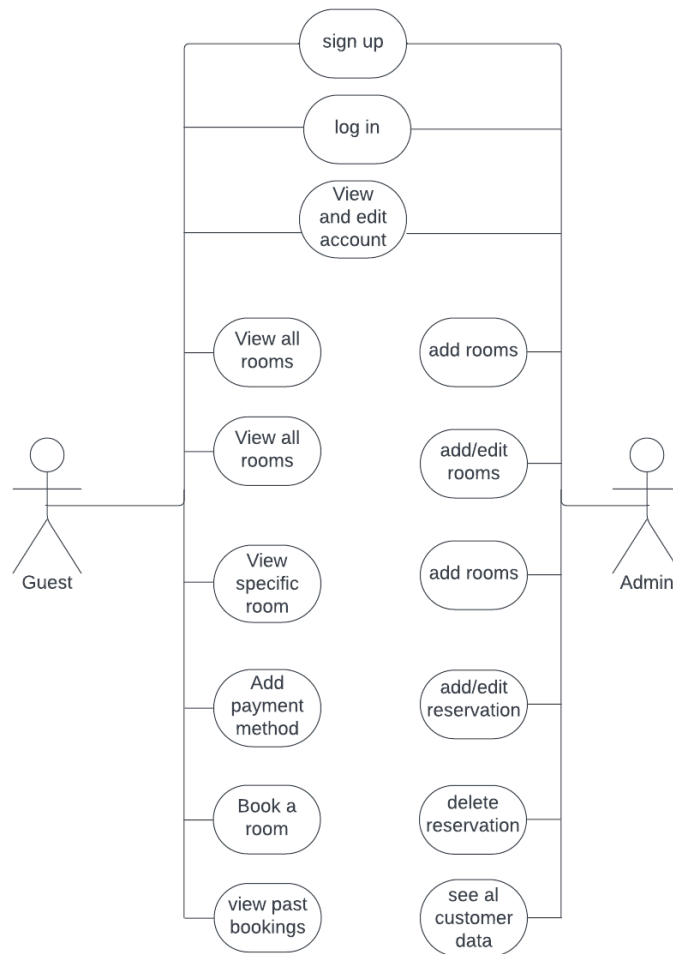 sign up
log in
View
and edit
account
View all
rooms
add rooms
View all
rooms
add/edit
rooms
View
specific
room
add rooms
Guest
Admin
Add
payment
method
add/edit
reservation
Book a
room
delete
reservation
view past
bookings
see al
customer
data